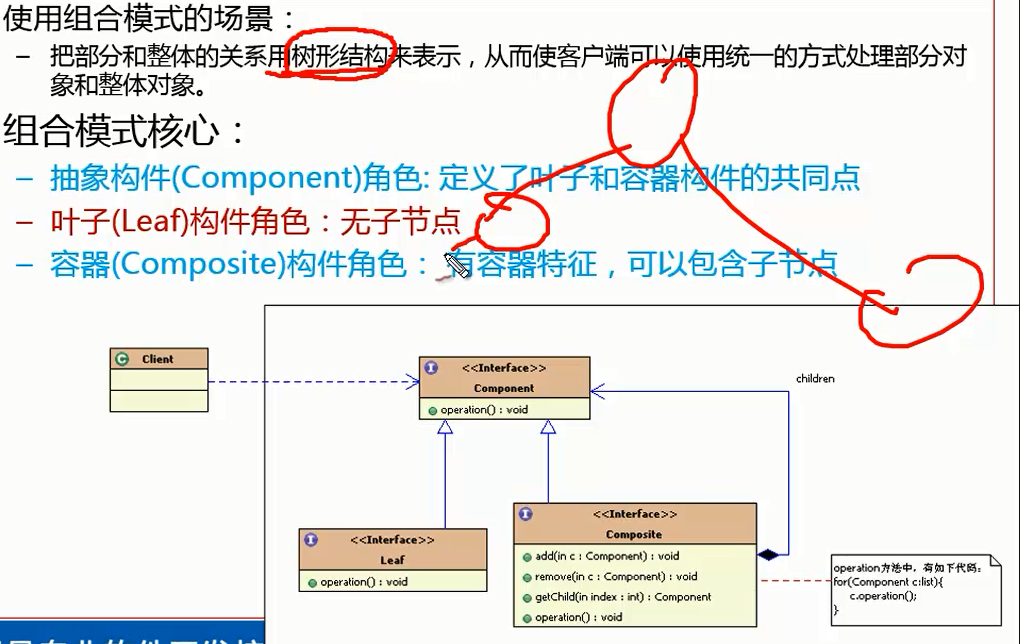 使用组合模式的场景：
– 把部分和整体的关系用树形结构来表示，从而使客户端可以使用统一的方式处理部分对
象和整体对象。
组合模式核心：
– 抽象构件(Component)角色: 定义了叶子和容器构件的共同点
– 叶子(Leaf)构件角色：无子节点
– 容器(Composite)构件角色： 有容器特征，可以包含子节点
C Client
I <<Interface>>
Component
operation() : void
children
I <<Interface>>
Leaf
operation() : void
I <<Interface>>
Composite
add(in c : Component) : void
remove(in c : Component) : void
getChild(in index : int) : Component
operation() : void
operation方法中，有如下代码：
for(Component c:list){
c.operation();
}